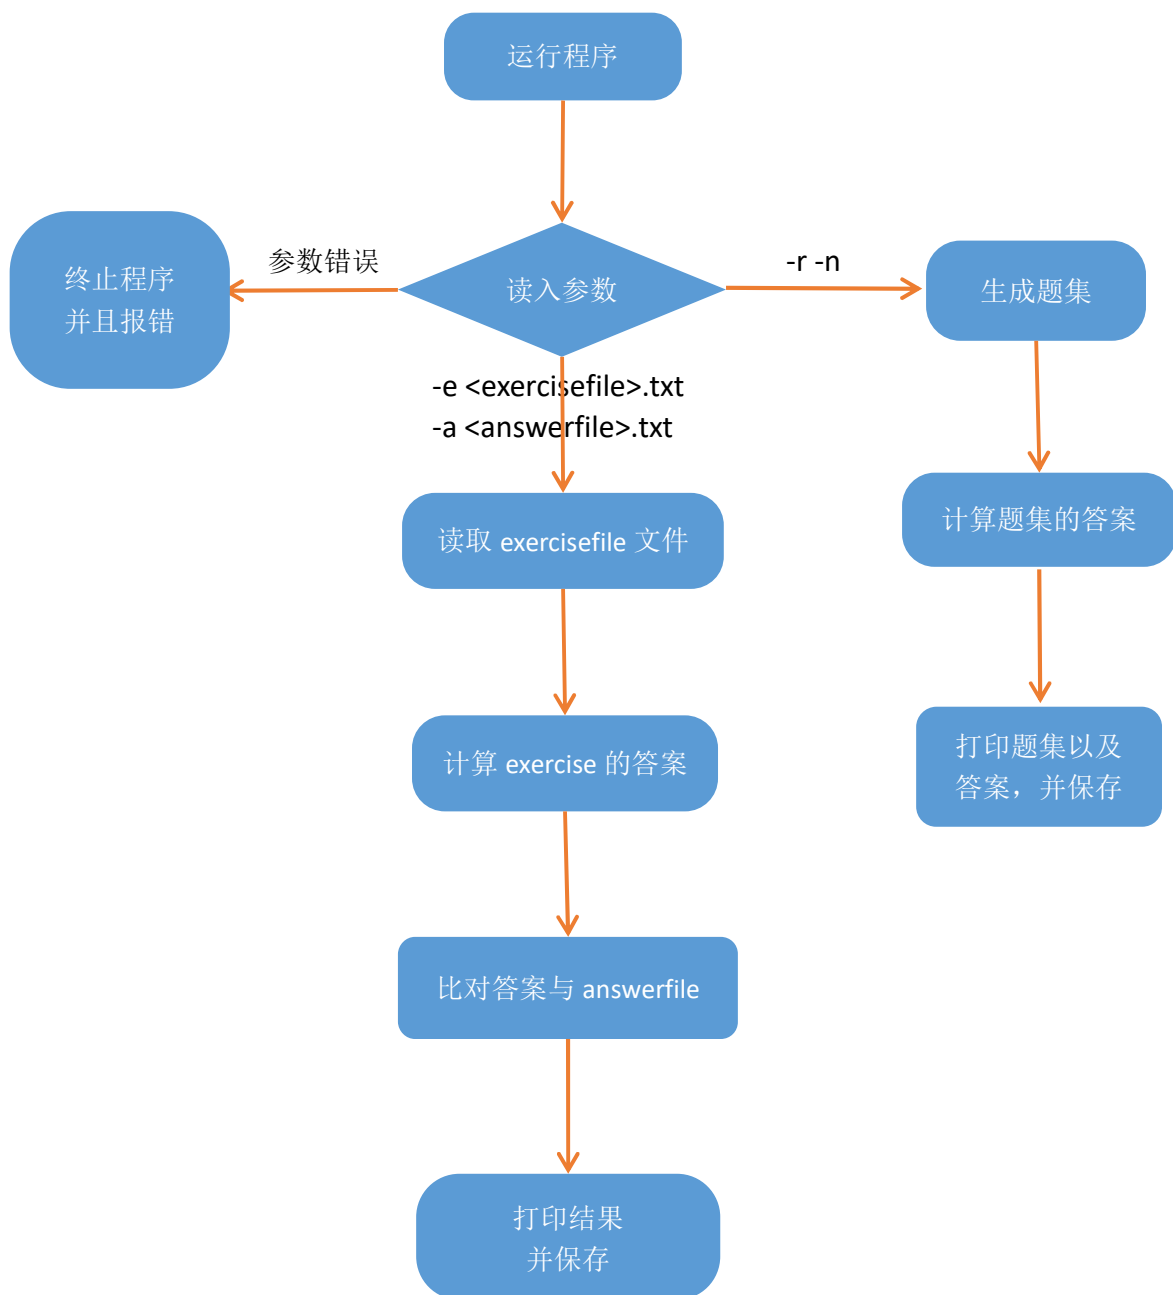 运行程序
参数错误
-r -n
终止程序
并且报错
读入参数
生成题集
-e <exercisefile>.txt
-a <answerfile>.txt
读取 exercisefile 文件
计算题集的答案
计算 exercise 的答案
打印题集以及
答案，并保存
比对答案与 answerfile
打印结果
并保存